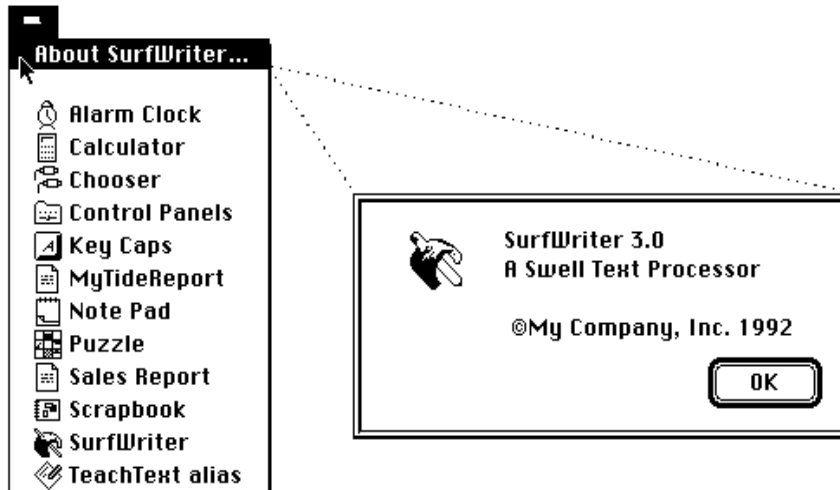 About SurfWriter...
Alarm Clock
Calculator
Chooser
Control Panels
Key Caps
MyTideReport
Note Pad
Puzzle
Sales Report
Scrapbook
SurfWriter
TeachText alias
SurfWriter 3.0
A Swell Text Processor
©My Company, Inc. 1992
OK